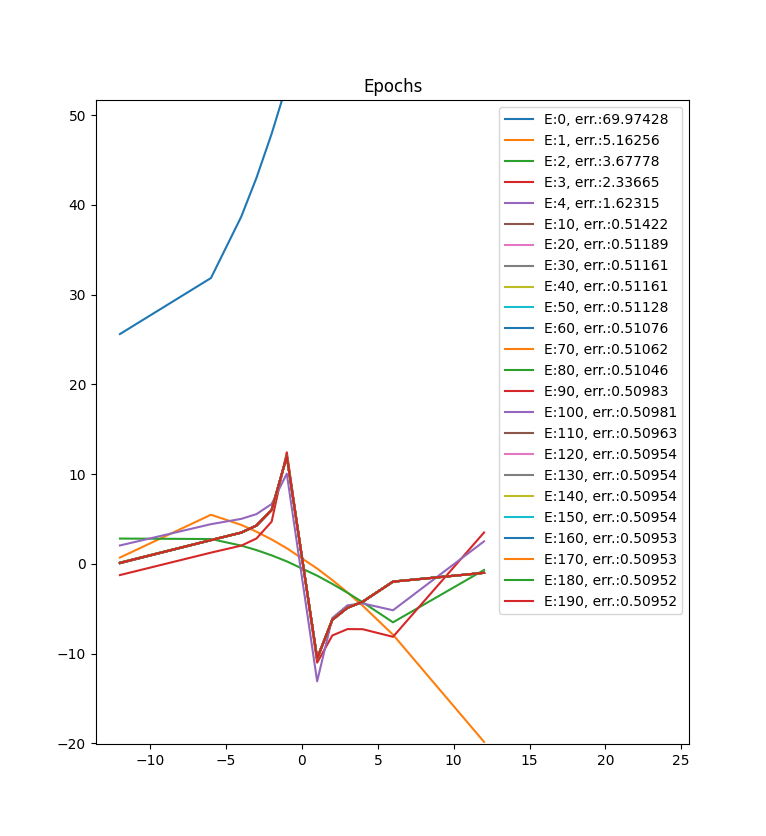 Epochs
50
40
30
20
10
0
−10
−20
−10
−5
0
5
10
15
20
25
E:0, err.:69.97428
E:1, err.:5.16256
E:2, err.:3.67778
E:3, err.:2.33665
E:4, err.:1.62315
E:10, err.:0.51422
E:20, err.:0.51189
E:30, err.:0.51161
E:40, err.:0.51161
E:50, err.:0.51128
E:60, err.:0.51076
E:70, err.:0.51062
E:80, err.:0.51046
E:90, err.:0.50983
E:100, err.:0.50981
E:110, err.:0.50963
E:120, err.:0.50954
E:130, err.:0.50954
E:140, err.:0.50954
E:150, err.:0.50954
E:160, err.:0.50953
E:170, err.:0.50953
E:180, err.:0.50952
E:190, err.:0.50952